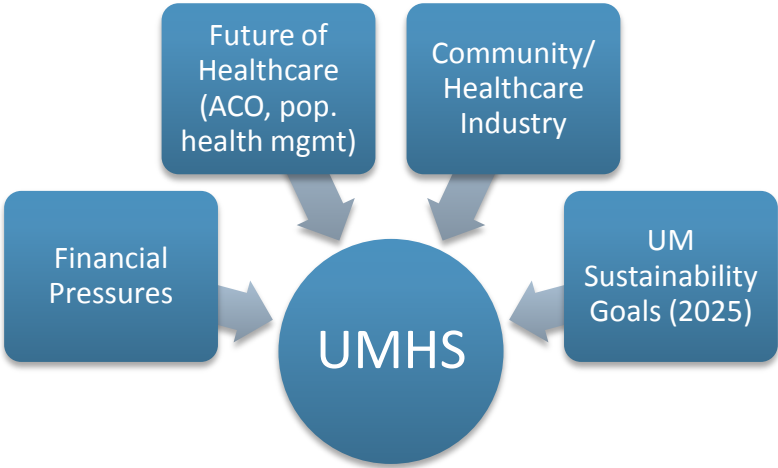 Future of
Healthcare
(ACO, pop.
health mgmt)
Community/
Healthcare
Industry
Financial
Pressures
UM
Sustainability
Goals (2025)
UMHS